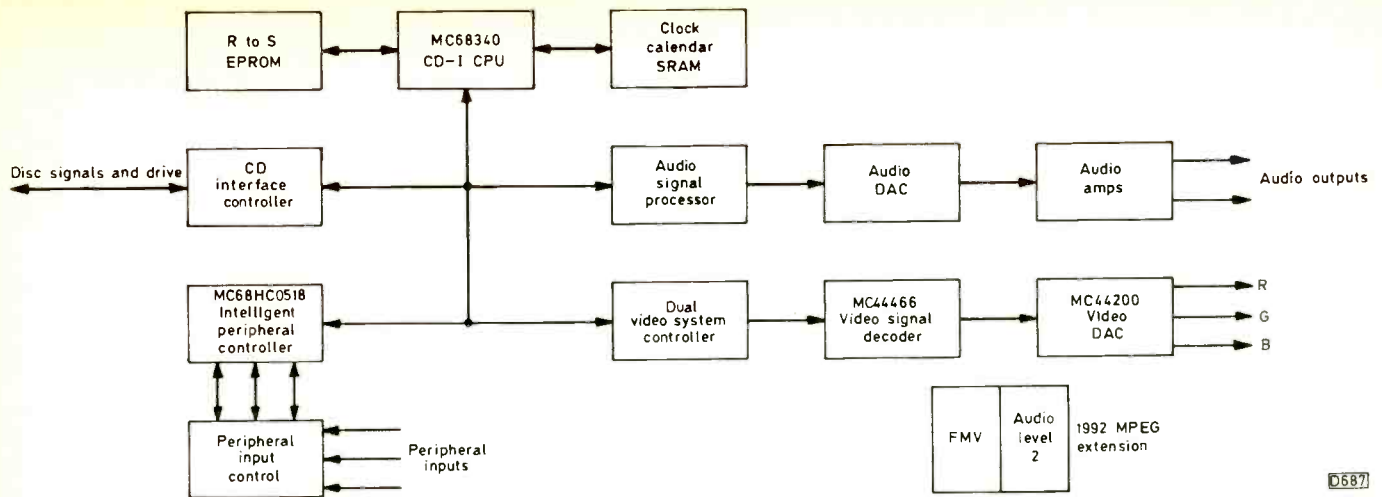 R to S
EPROM
MC68340
CD-I CPU
Clock
calendar
SRAM
Disc signals and drive
CD
interface
controller
Audio
signal
processor
Audio
DAC
Audio
amps
Audio outputs
MC68HC0518
Intelligent
peripheral
controller
Dual
video system
controller
MC44466
Video signal
decoder
MC44200
Video
DAC
R
G
B
Peripheral
input
control
Peripheral
inputs
FMV
Audio
level
2
1992 MPEG
extension
D687